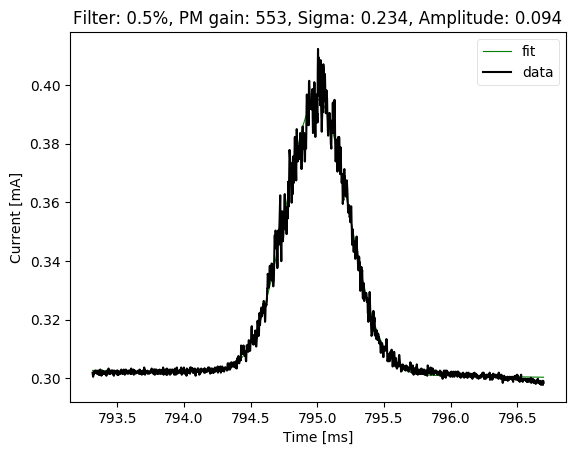 Filter: 0.5%, PM gain: 553, Sigma: 0.234, Amplitude: 0.094
fit
data
Current [mA]
0.40
0.38
0.36
0.34
0.32
0.30
793.5 794.0 794.5 795.0 795.5 796.0 796.5
Time [ms]